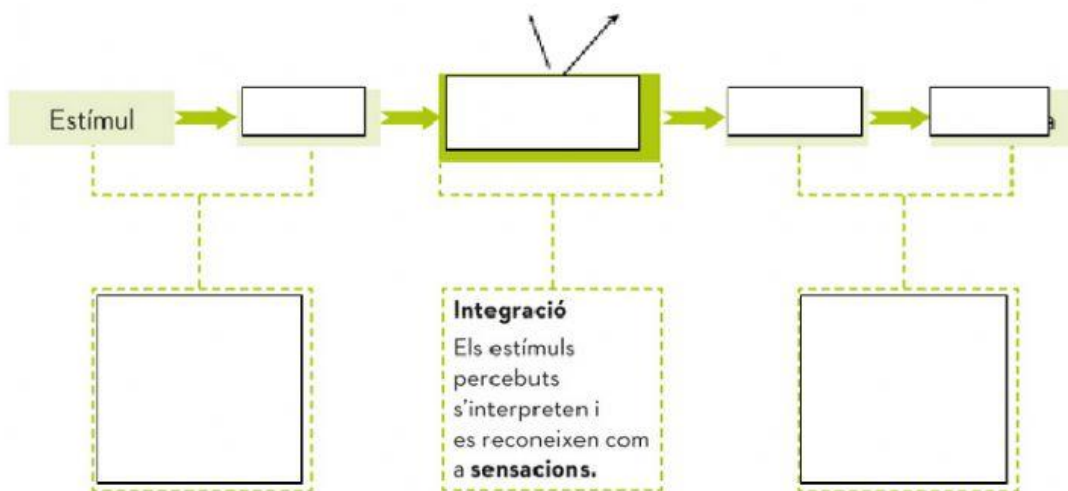 Estímul
a
Integració
Els estímuls
percebuts
s'interpreten i
es reconeixen com
a sensacions.